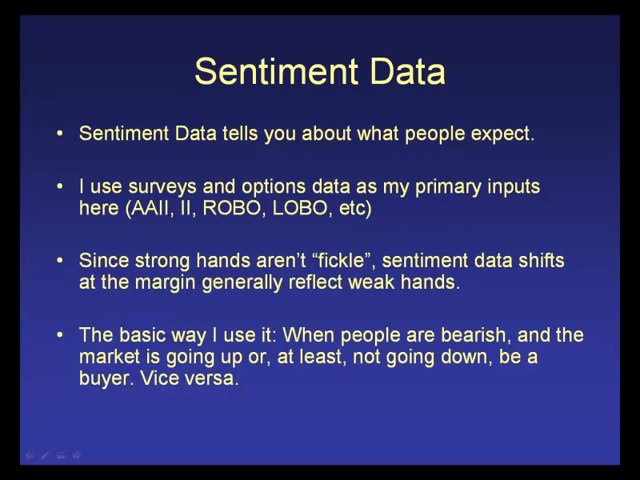 Sentiment Data
• Sentiment Data tells you about what people expect.
• I use surveys and options data as my primary inputs
here (AAII, II, ROBO, LOBO, etc)
• Since strong hands aren’t “fickle”, sentiment data shifts
at the margin generally reflect weak hands.
• The basic way I use it: When people are bearish, and the
market is going up or, at least, not going down, be a
buyer. Vice versa.